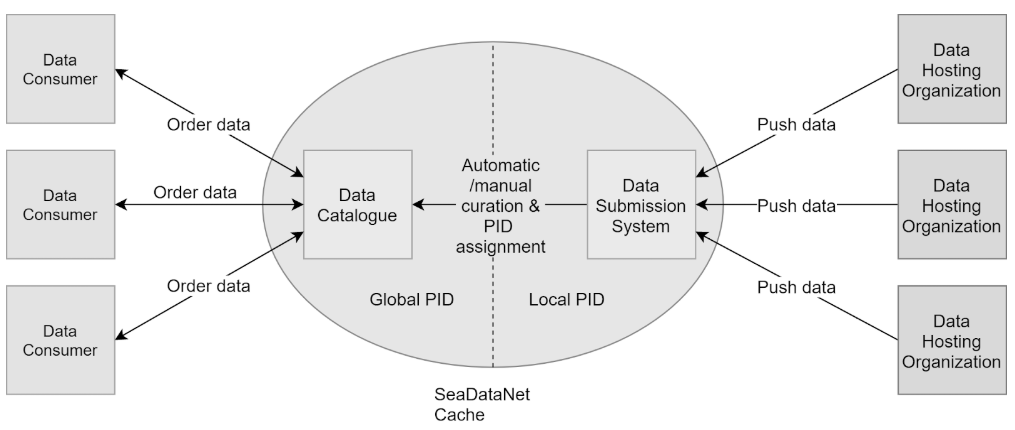 Data
Consumer
Order data
Data
Consumer
Order data
Data
Consumer
Order data
Data
Catalogue
Automatic
/manual
curation &
PID
assignment
Data
Submission
System
Global PID
Local PID
SeaDataNet
Cache
Push data
Data
Hosting
Organization
Push data
Data
Hosting
Organization
Push data
Data
Hosting
Organization